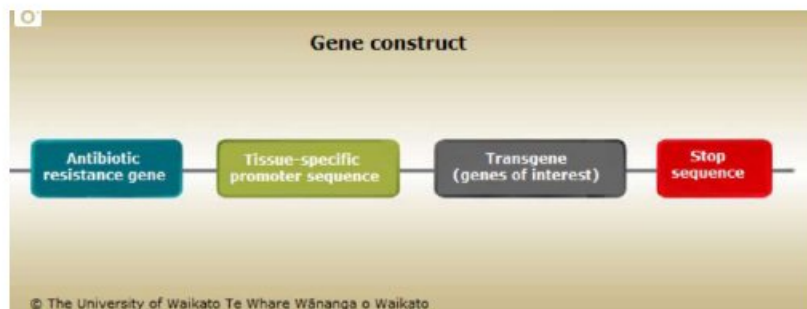 Gene construct
Antibiotic
resistance gene
Tissue-specific
promoter sequence
Transgene
(genes of interest)
Stop
sequence
© The University of Waikato Te Whare Wānanga o Waikato